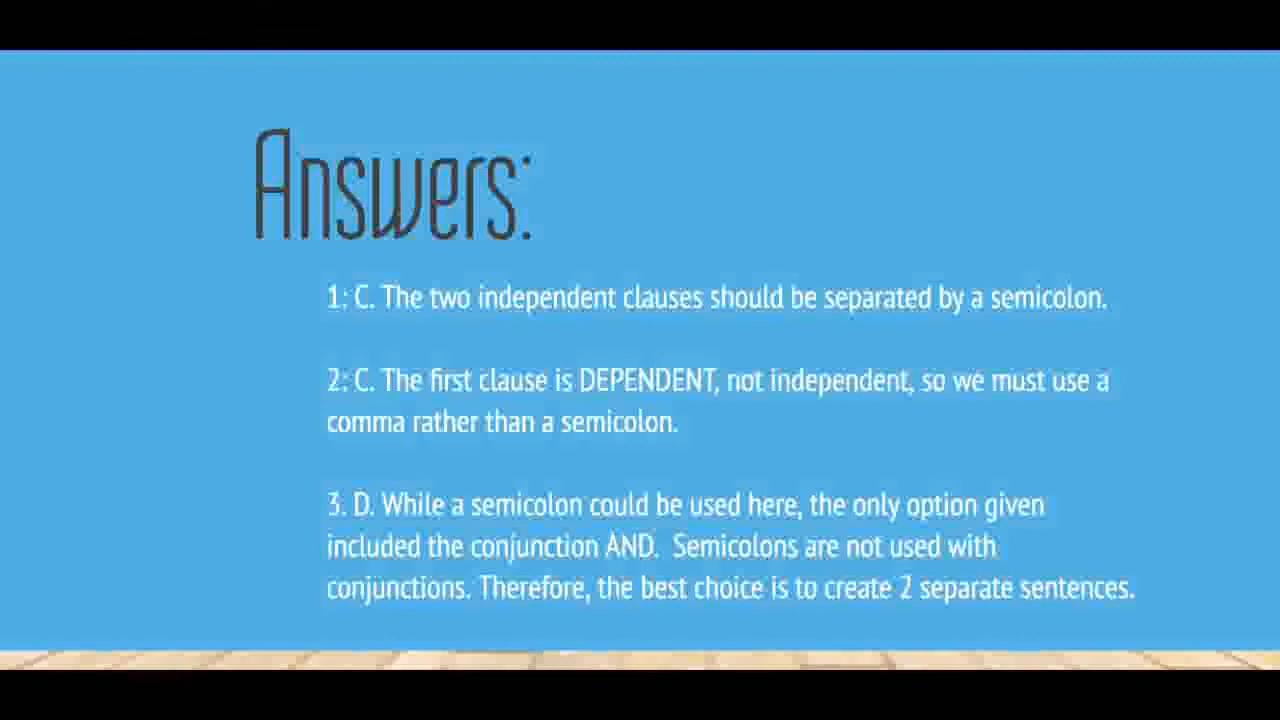 Answers:
1: C. The two independent clauses should be separated by a semicolon.
2: C. The first clause is DEPENDENT, not independent, so we must use a
comma rather than a semicolon.
3. D. While a semicolon could be used here, the only option given
included the conjunction AND.  Semicolons are not used with
conjunctions. Therefore, the best choice is to create 2 separate sentences.